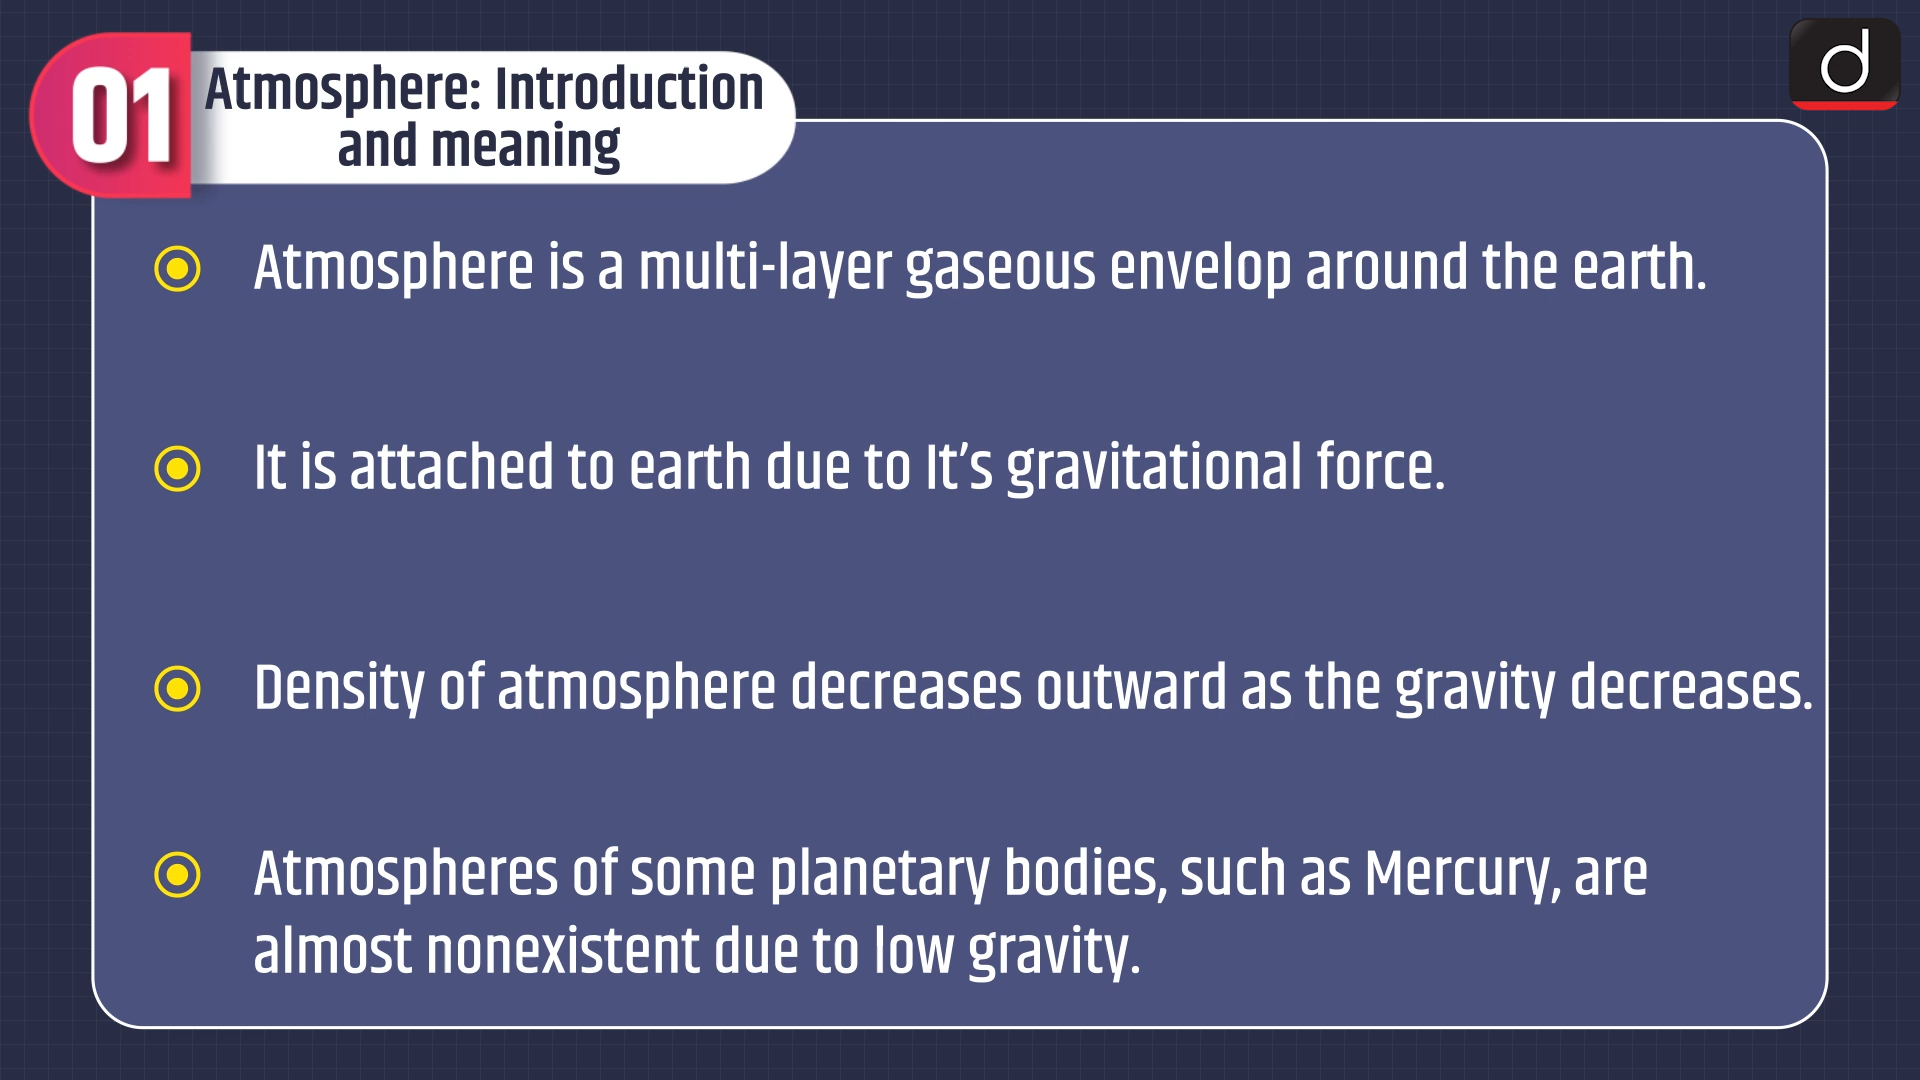 01
Atmosphere: Introduction
and meaning
d
Atmosphere is a multi-layer gaseous envelop around the earth.
It is attached to earth due to It’s gravitational force.
Density of atmosphere decreases outward as the gravity decreases.
Atmospheres of some planetary bodies, such as Mercury, are
almost nonexistent due to low gravity.